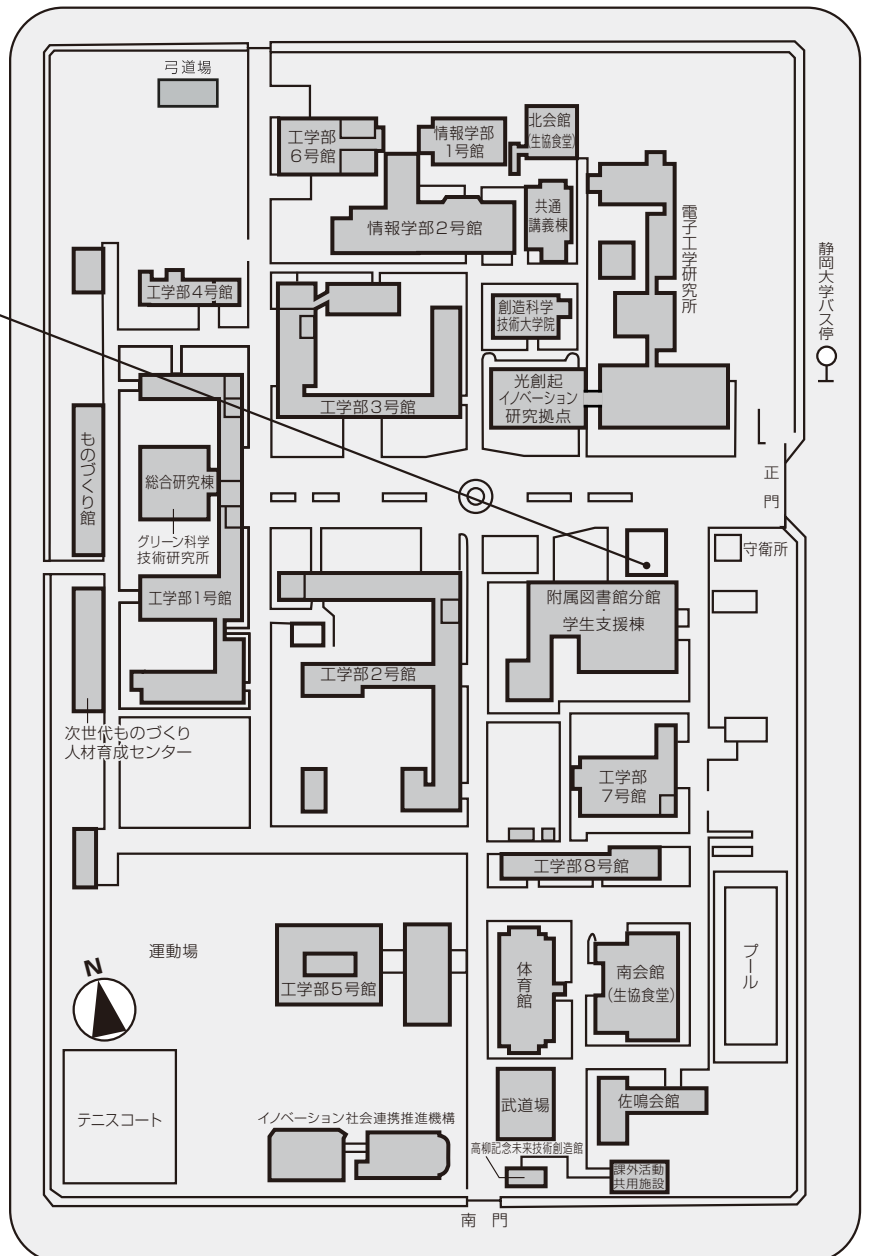 弓道場
工学部
6号館
情報学部
1号館
北会館
(生協食堂)
情報学部2号館
共通
講義棟
電子工学研究所
静岡大学バス停
工学部4号館
創造科学
技術大学院
工学部3号館
光創起
イノベーション
研究拠点
ものづくり館
総合研究棟
グリーン科学
技術研究所
正門
守衛所
工学部1号館
附属図書館分館
・
学生支援棟
工学部2号館
次世代ものづくり
人材育成センター
工学部
7号館
工学部8号館
運動場
N
工学部5号館
体育館
南会館
(生協食堂)
プール
テニスコート
イノベーション社会連携推進機構
武道場
佐鳴会館
高柳記念未来技術創造館
課外活動
共用施設
南門